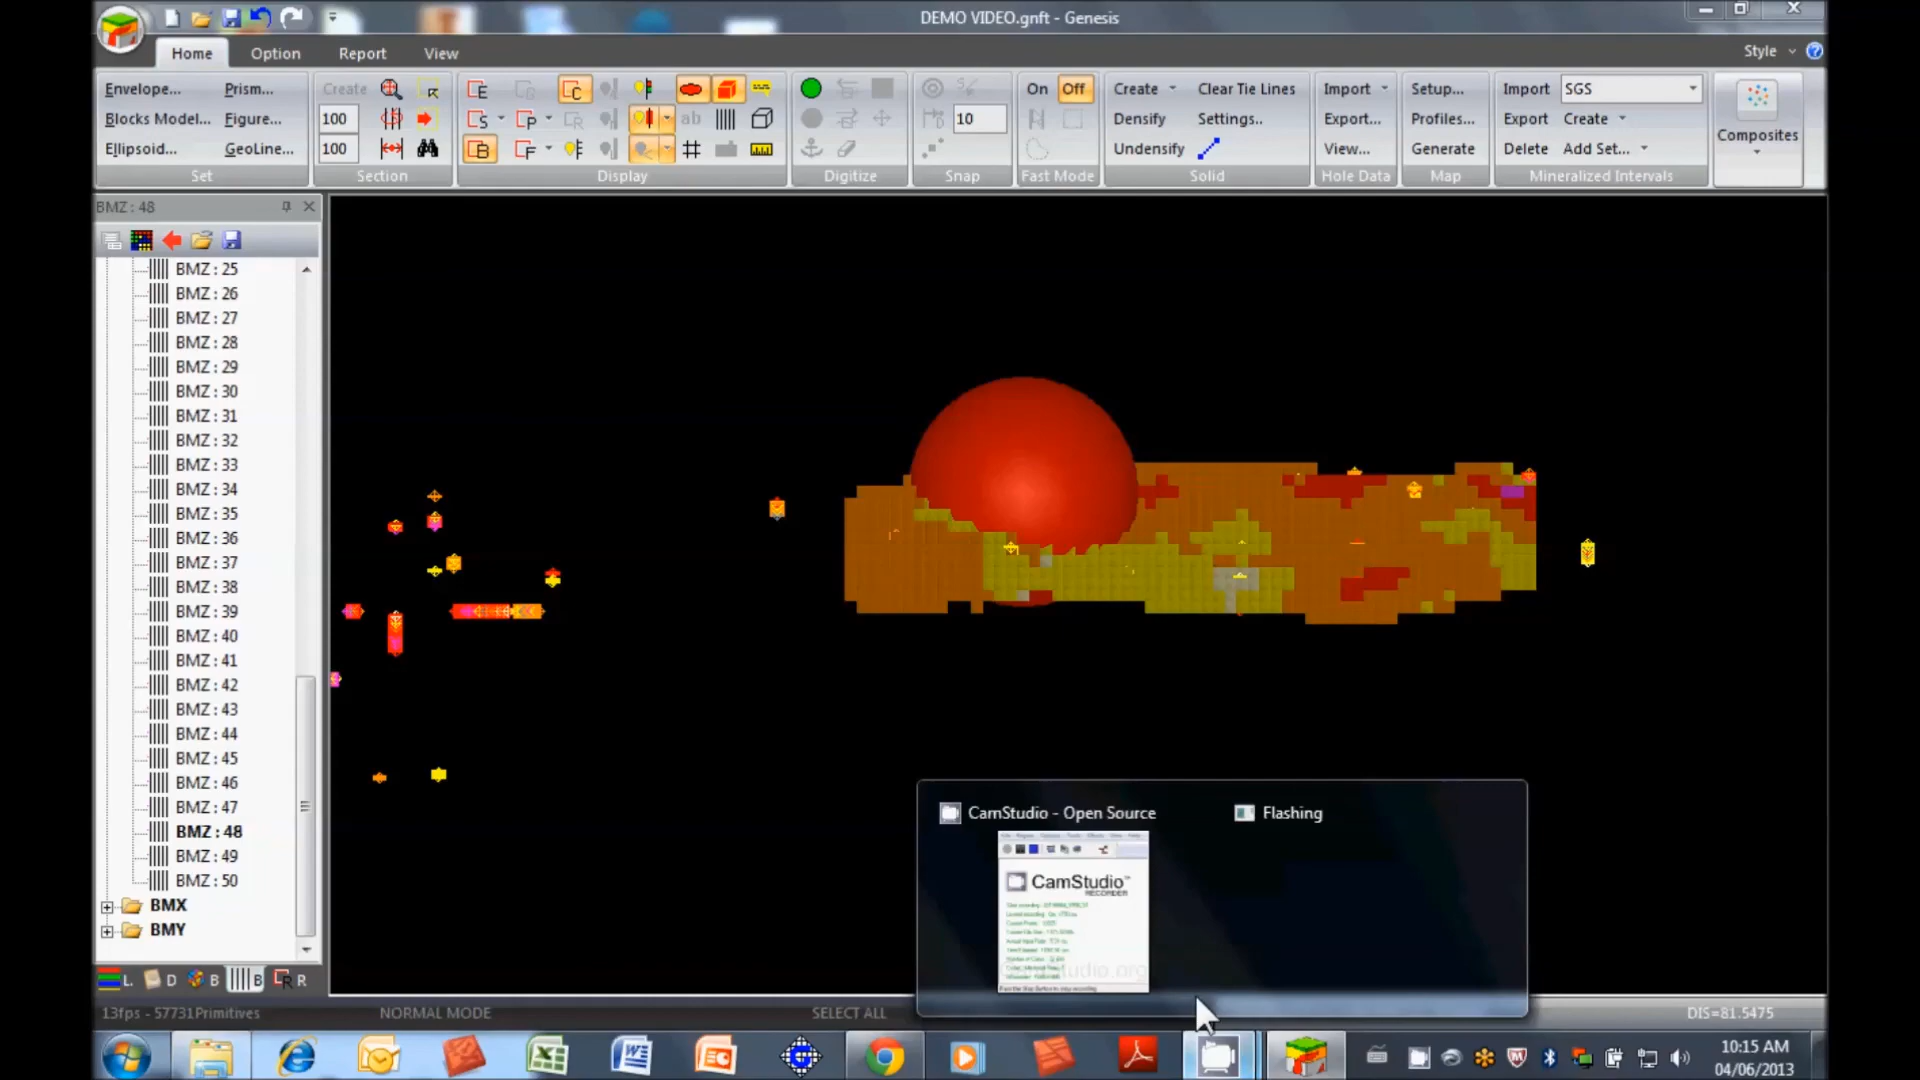 DEMO VIDEO.gnft - Genesis
Home Option Report View
Style
Envelope... Prism...
Blocks Model... Figure...
Ellipsoid... GeoLine...
Set
Create
100
100
Section
E C
S P R ab
B F
Display
Digitize
10
Snap
On Off
Fast Mode
Create Clear Tie Lines
Densify Settings..
Undensify
Solid
Import
Export...
View...
Hole Data
Setup...
Profiles...
Generate
Map
Import SGS
Export Create
Delete Add Set...
Mineralized Intervals
Composites
BMZ : 48
BMZ : 25
BMZ : 26
BMZ : 27
BMZ : 28
BMZ : 29
BMZ : 30
BMZ : 31
BMZ : 32
BMZ : 33
BMZ : 34
BMZ : 35
BMZ : 36
BMZ : 37
BMZ : 38
BMZ : 39
BMZ : 40
BMZ : 41
BMZ : 42
BMZ : 43
BMZ : 44
BMZ : 45
BMZ : 46
BMZ : 47
BMZ : 48
BMZ : 49
BMZ : 50
BMX
BMY
L. D B B R
CamStudio - Open Source Flashing
CamStudio™
RECORDER
13fps - 57731Primitives NORMAL MODE SELECT ALL DIS=81.5475
10:15 AM
04/06/2013